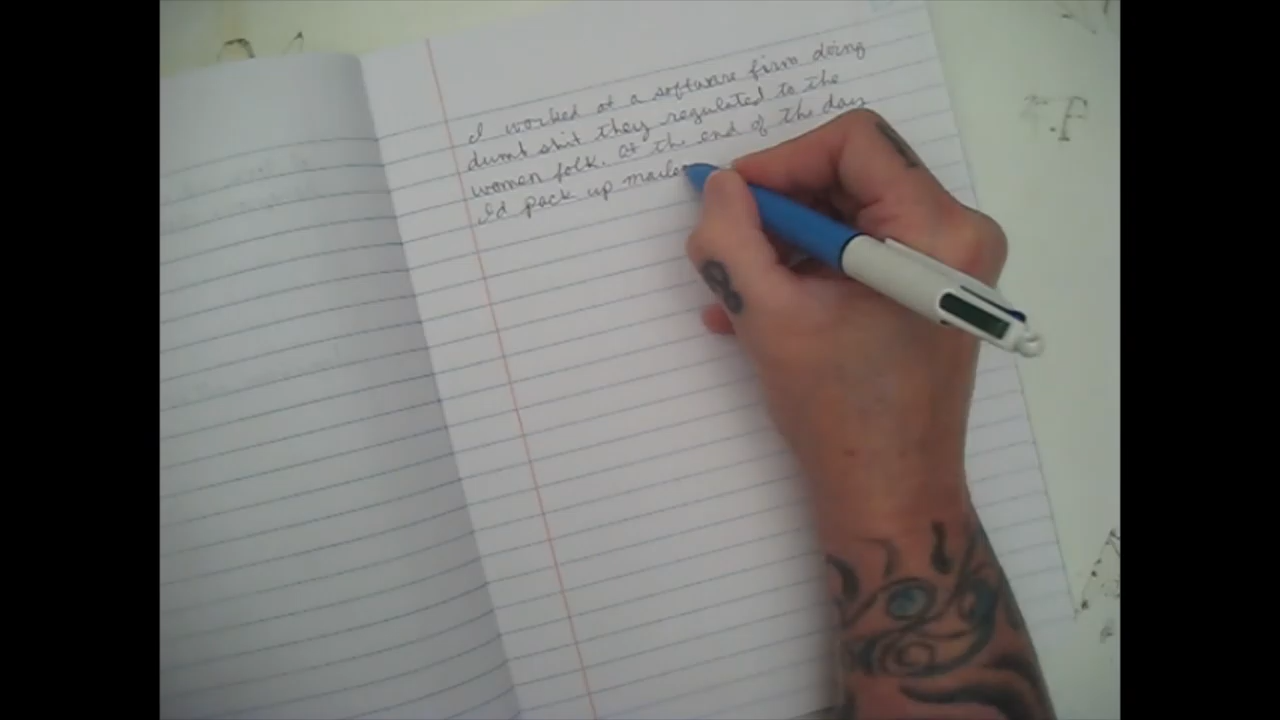 I worked at a software firm doing
dumb shit they regulated to the
women folk. at the end of the day
I'd pack up maile